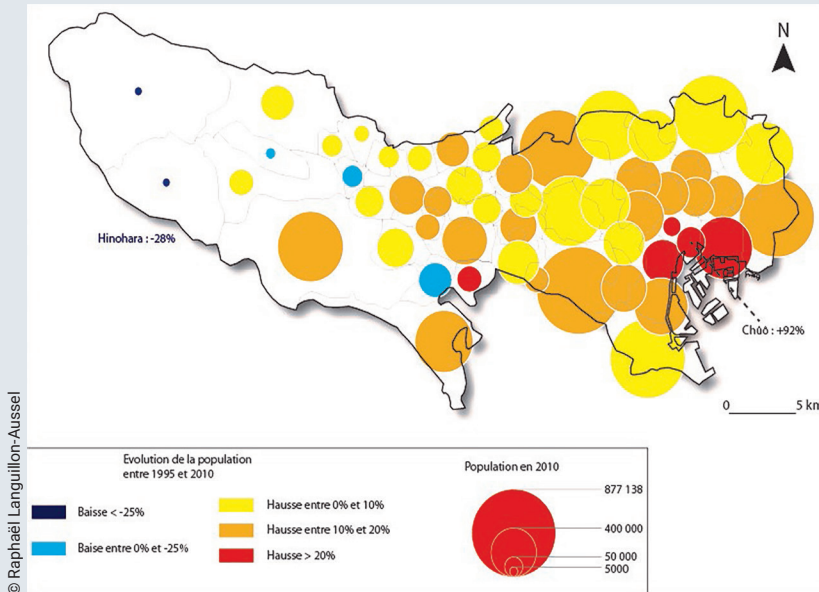 N
Hinohara : -28%
Chûô : +92%
0 5 km
© Raphaël Languillon-Aussel
Evolution de la population
entre 1995 et 2010
Baisse < -25%
Baise entre 0% et -25%
Hausse entre 0% et 10%
Hausse entre 10% et 20%
Hausse > 20%
Population en 2010
877 138
400 000
50 000
5000